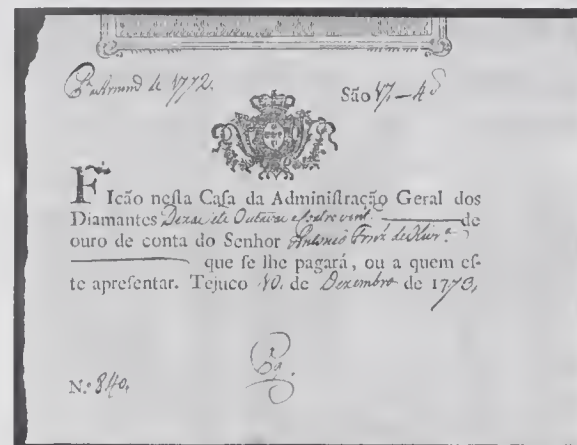 de 1772. São 17,—4
Ficão neſta Caſa da Adminiſtração Geral dos
Diamantes Dezasete Outavas e quatro vint. de
ouro de conta do Senhor Antonio
que ſe lhe pagará, ou a quem eſ-
te apreſentar. Tejuco 10. de Dezembro de 1773,
N.º 840,